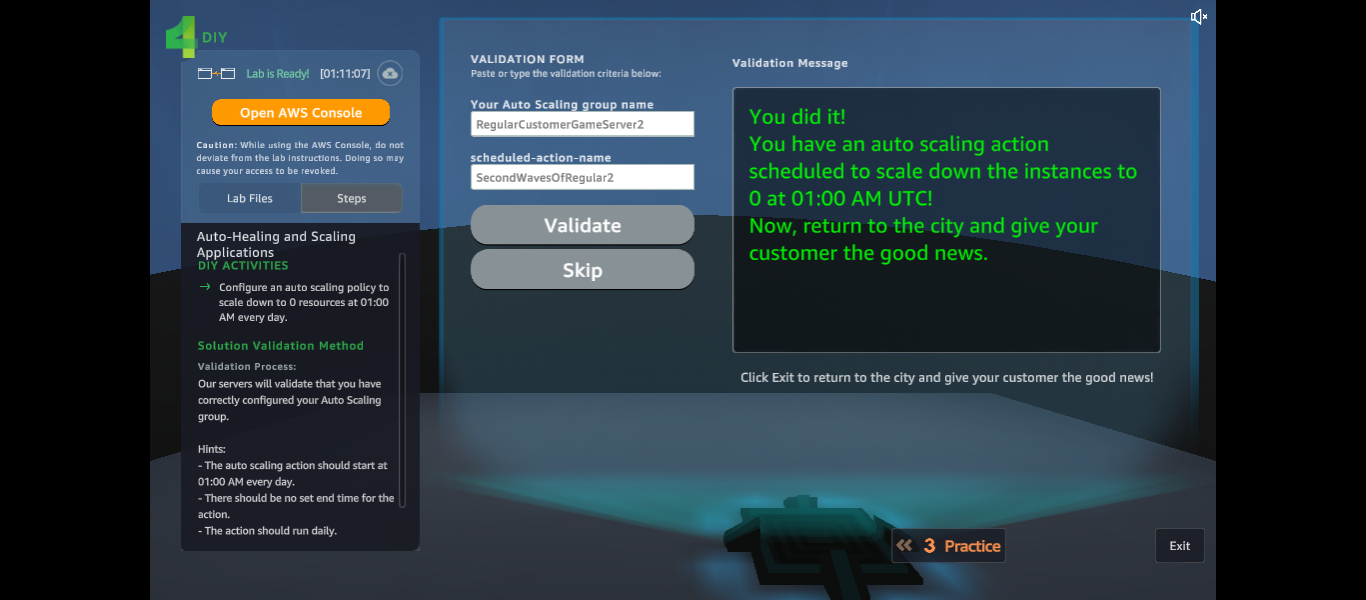 4 DIY
Lab is Ready! [01:11:07]
Open AWS Console
Caution: While using the AWS Console, do not
deviate from the lab instructions. Doing so may
cause your access to be revoked.
Lab Files
Steps
Auto-Healing and Scaling
Applications
DIY ACTIVITIES
→ Configure an auto scaling policy to
scale down to 0 resources at 01:00
AM every day.
Solution Validation Method
Validation Process:
Our servers will validate that you have
correctly configured your Auto Scaling
group.
Hints:
- The auto scaling action should start at
01:00 AM every day.
- There should be no set end time for the
action.
- The action should run daily.
VALIDATION FORM
Paste or type the validation criteria below:
Your Auto Scaling group name
RegularCustomerGameServer2
scheduled-action-name
SecondWavesOfRegular2
Validate
Skip
Validation Message
You did it!
You have an auto scaling action
scheduled to scale down the instances to
0 at 01:00 AM UTC!
Now, return to the city and give your
customer the good news.
Click Exit to return to the city and give your customer the good news!
3 Practice
Exit